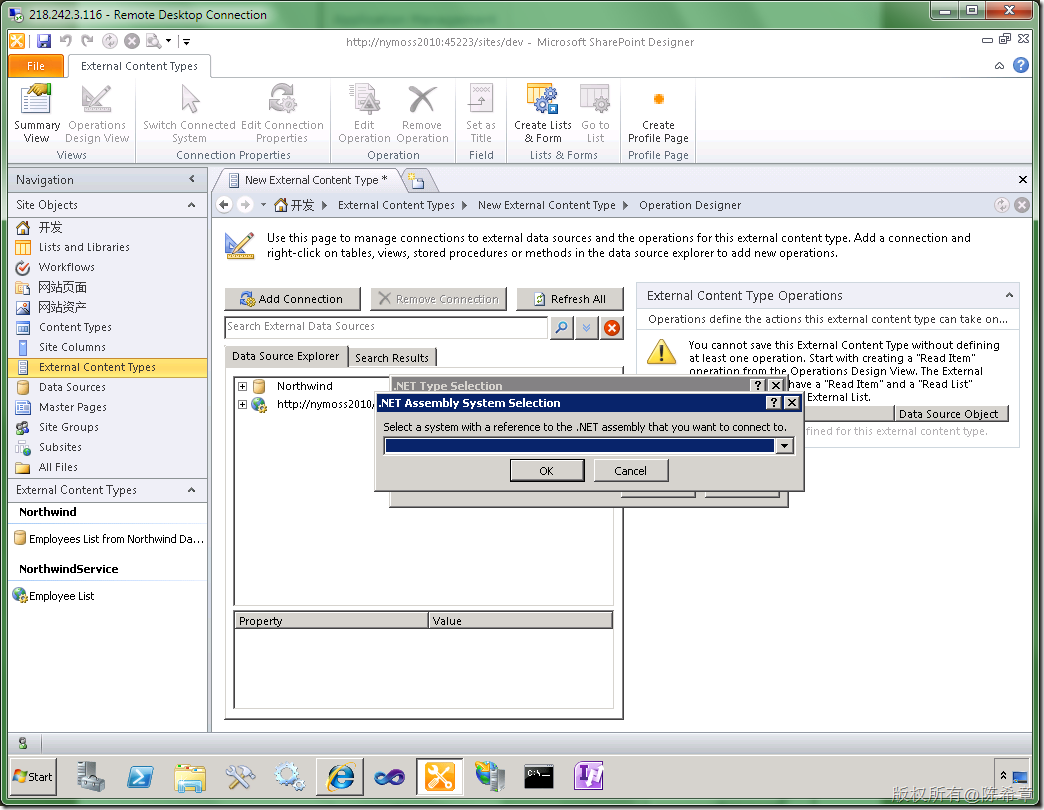 218.242.3.116 - Remote Desktop Connection
http://nymoss2010:45223/sites/dev - Microsoft SharePoint Designer
File
External Content Types
Summary View
Operations Design View
Switch Connected System
Edit Connection Properties
Edit Operation
Remove Operation
Set as Title
Create Lists & Form
Go to List
Create Profile Page
Views
Connection Properties
Operation
Field
Lists & Forms
Profile Page
Navigation
Site Objects
开发
Lists and Libraries
Workflows
网站页面
网站资产
Content Types
Site Columns
External Content Types
Data Sources
Master Pages
Site Groups
Subsites
All Files
External Content Types
Northwind
Employees List from Northwind Da...
NorthwindService
Employee List
New External Content Type *
开发 External Content Types New External Content Type Operation Designer
Use this page to manage connections to external data sources and the operations for this external content type. Add a connection and
right-click on tables, views, stored procedures or methods in the data source explorer to add new operations.
Add Connection
Remove Connection
Refresh All
Search External Data Sources
Data Source Explorer
Search Results
Northwind
http://nymoss2010,
.NET Type Selection
.NET Assembly System Selection
Select a system with a reference to the .NET assembly that you want to connect to.
OK
Cancel
Property
Value
External Content Type Operations
Operations define the actions this external content type can take on...
You cannot save this External Content Type without defining
at least one operation. Start with creating a "Read Item"
operation from the Operations Design View. The External
have a "Read Item" and a "Read List"
External List.
Data Source Object
fined for this external content type.
Start
版权所有@陈希章